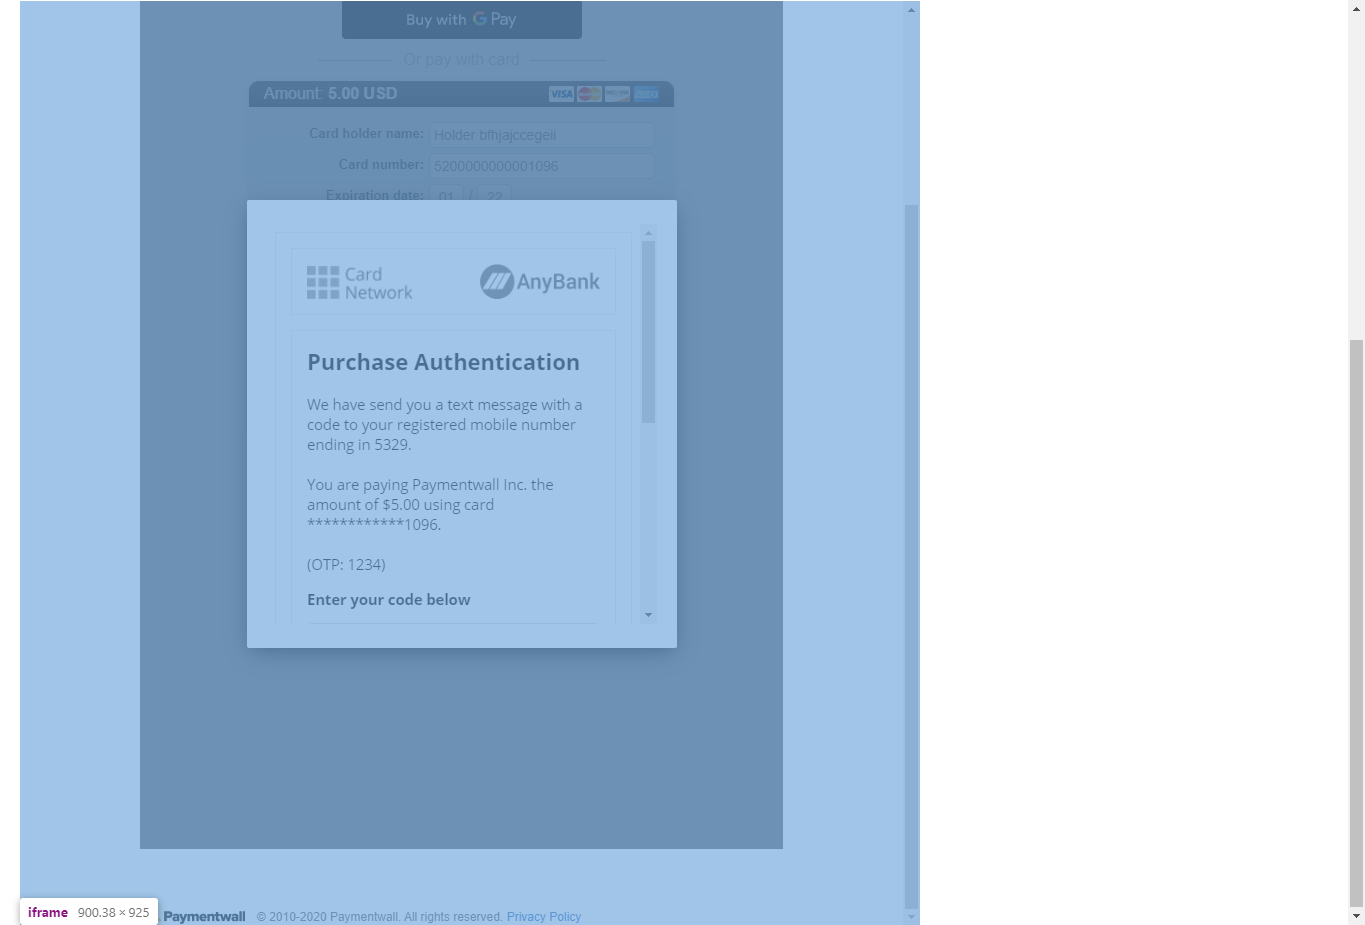 Buy with G Pay
Or pay with card
Amount: 5.00 USD
VISA
Card holder name: Holder bfhjajccegeii
Card number: 5200000000001096
Expiration date: 01 / 22
Card Network
AnyBank
Purchase Authentication
We have send you a text message with a
code to your registered mobile number
ending in 5329.
You are paying Paymentwall Inc. the
amount of $5.00 using card
************1096.
(OTP: 1234)
Enter your code below
iframe 900.38 × 925
Paymentwall © 2010-2020 Paymentwall. All rights reserved. Privacy Policy